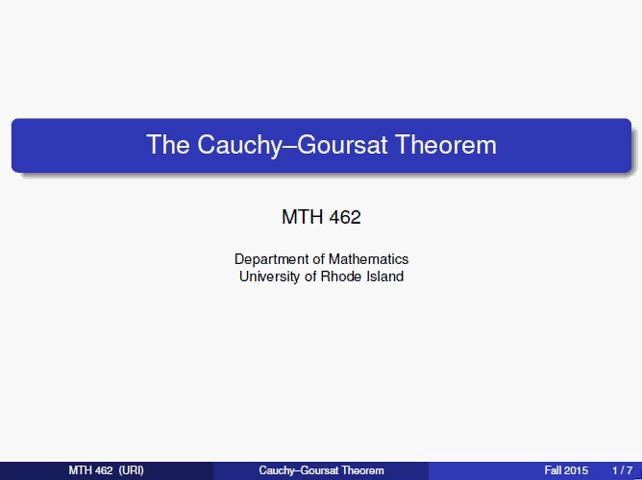 The Cauchy–Goursat Theorem
MTH 462
Department of Mathematics
University of Rhode Island
MTH 462 (URI) Cauchy–Goursat Theorem Fall 2015 1 / 7